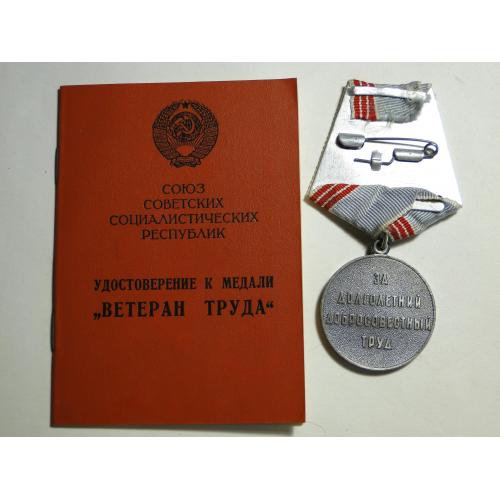 СОЮЗ
СОВЕТСКИХ
СОЦИАЛИСТИЧЕСКИХ
РЕСПУБЛИК
УДОСТОВЕРЕНИЕ К МЕДАЛИ
„ВЕТЕРАН ТРУДА“
ЗА
ДОЛГОЛЕТНИЙ
ДОБРОСОВЕСТНЫЙ
ТРУД